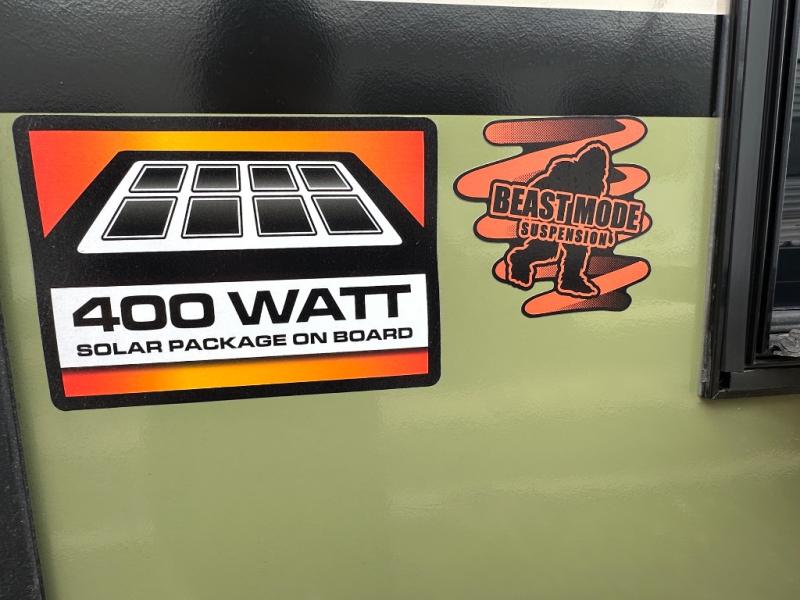 400 WATT
SOLAR PACKAGE ON BOARD
BEAST MODE
SUSPENSION